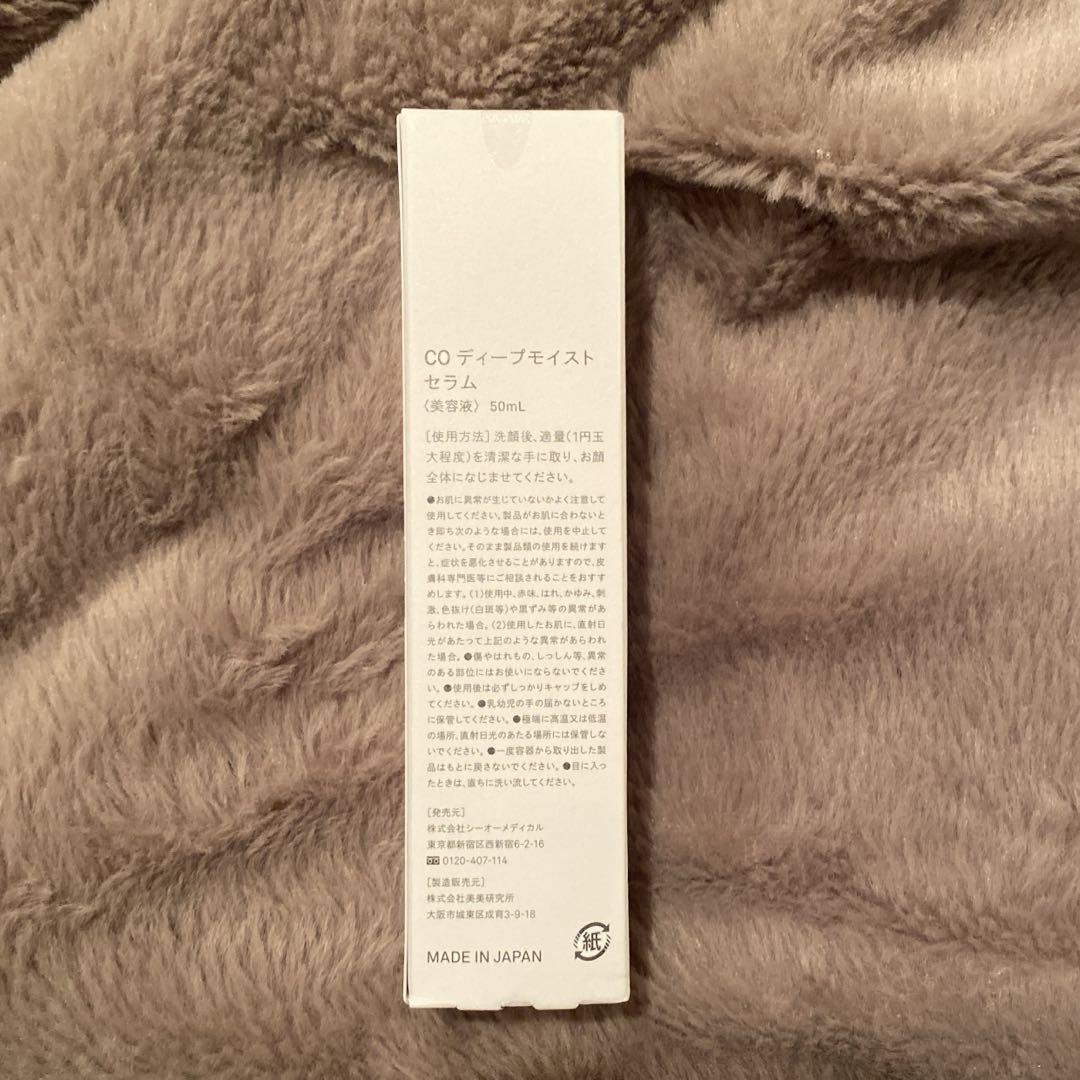 CO ディープモイスト
セラム
〈美容液〉 50mL
[使用方法]洗顔後、適量(1円玉
大程度)を清潔な手に取り、お顔
全体になじませてください。
●お肌に異常が生じていないかよく注意して
使用してください。製品がお肌に合わないと
き即ち次のような場合には、使用を中止して
ください。そのまま製品類の使用を続けます
と、症状を悪化させることがありますので、皮
膚科専門医等にご相談されることをおすす
めします。(1)使用中、赤味、はれ、かゆみ、刺
激、色抜け(白斑等)や黒ずみ等の異常があ
らわれた場合。(2)使用したお肌に、直射日
光があたって上記のような異常があらわれ
た場合。●傷やはれもの、しっしん等、異常
のある部位にはお使いにならないでくださ
い。●使用後は必ずしっかりキャップをしめ
てください。●乳幼児の手の届かないところ
に保管してください。●極端に高温又は低温
の場所、直射日光のあたる場所には保管しな
いでください。●一度容器から取り出した製
品はもとに戻さないでください。●目に入っ
たときは、直ちに洗い流してください。
[発売元]
株式会社シーオーメディカル
東京都新宿区西新宿6-2-16
0120-407-114
[製造販売元]
株式会社美美研究所
大阪市城東区成育3-9-18
MADE IN JAPAN
紙